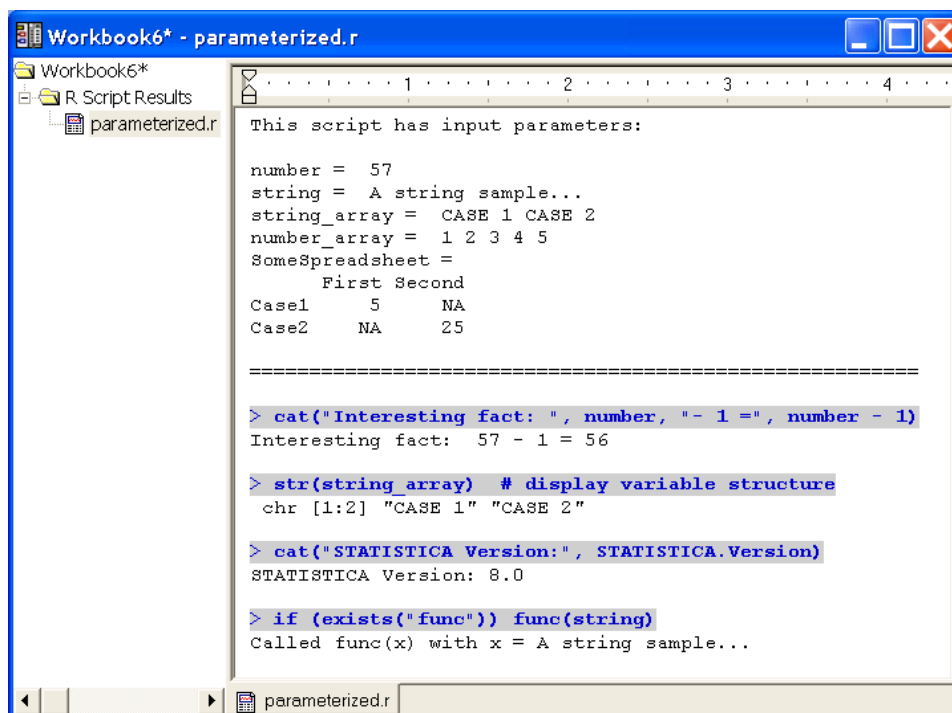 Workbook6* - parameterized.r
Workbook6*
R Script Results
parameterized.r
1 2 3 4
This script has input parameters:
number =  57
string =  A string sample...
string_array =  CASE 1 CASE 2
number_array =  1 2 3 4 5
SomeSpreadsheet =
      First Second
Case1     5     NA
Case2    NA     25
========================================================
> cat("Interesting fact: ", number, "- 1 =", number - 1)
Interesting fact:  57 - 1 = 56
> str(string_array)  # display variable structure
 chr [1:2] "CASE 1" "CASE 2"
> cat("STATISTICA Version:", STATISTICA.Version)
STATISTICA Version: 8.0
> if (exists("func")) func(string)
Called func(x) with x = A string sample...
parameterized.r